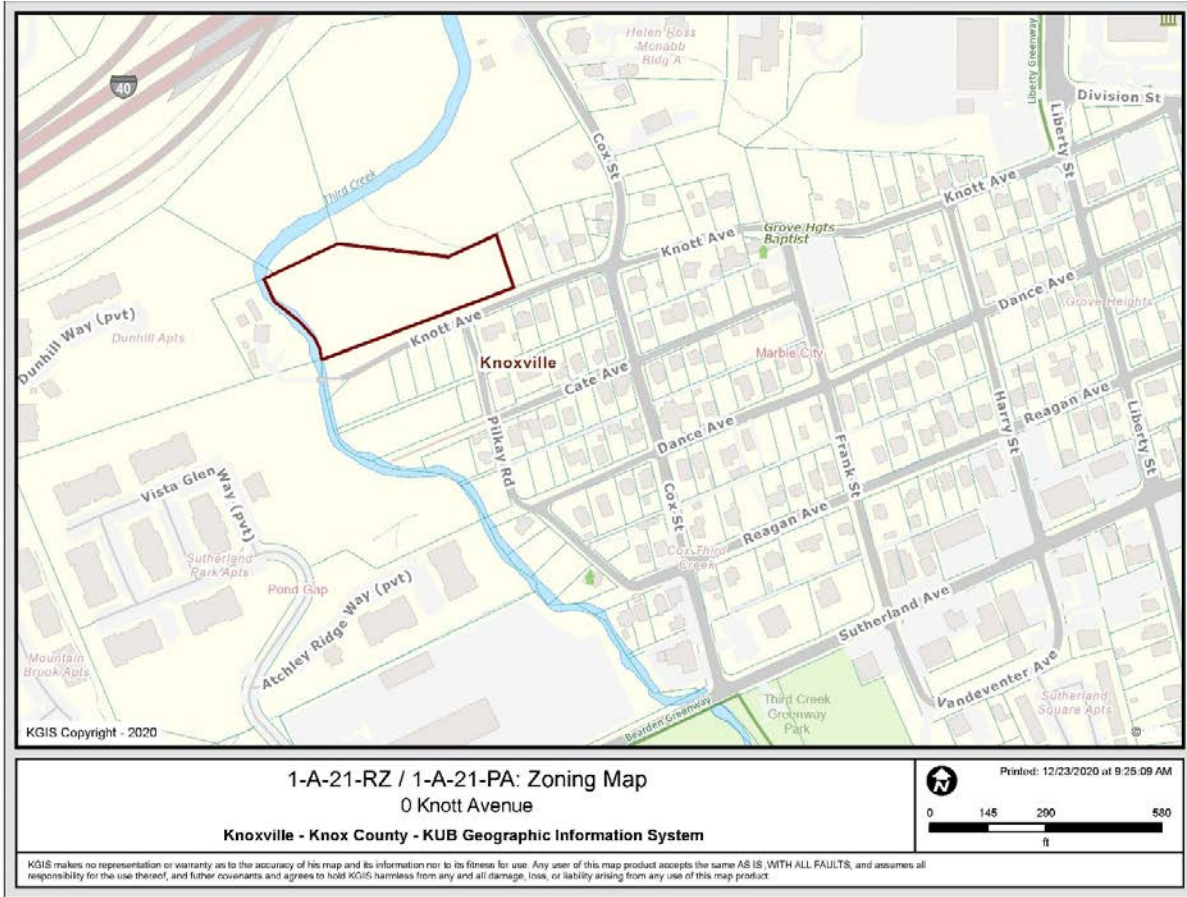 Helen Ross
Mcnabb
Bldg A
40
Liberty Greenway
Division St
Liberty St
Cox St
Third Creek
Knott Ave
Grove Hgts
Baptist
Knott Ave
Dance Ave
Grove Heights
Dunhill Way (pvt)
Dunhill Apts
Knott Ave
Knoxville
Marble City
Cate Ave
Reagan Ave
Harry St
Liberty St
Pilkay Rd
Dance Ave
Frank St
Vista Glen Way (pvt)
Cox St
Reagan Ave
Sutherland
Park Apts
Cox Third
Creek
Pond Gap
Atchley Ridge Way (pvt)
Sutherland Ave
Mountain
Brook Apts
Vandeventer Ave
Sutherland
Square Apts
Third Creek
Greenway
Park
Bearden Greenway
KGIS Copyright - 2020
©
1-A-21-RZ / 1-A-21-PA: Zoning Map
0 Knott Avenue
Knoxville - Knox County - KUB Geographic Information System
N
Printed: 12/23/2020 at 9:25:09 AM
0 145 290 580
ft
KGIS makes no representation or warranty as to the accuracy of his map and its information nor to its fitness for use. Any user of this map product accepts the same AS IS ,WITH ALL FAULTS, and assumes all
responsibility for the use thereof, and futher covenants and agrees to hold KGIS harmless from any and all damage, loss, or liability arising from any use of this map product.